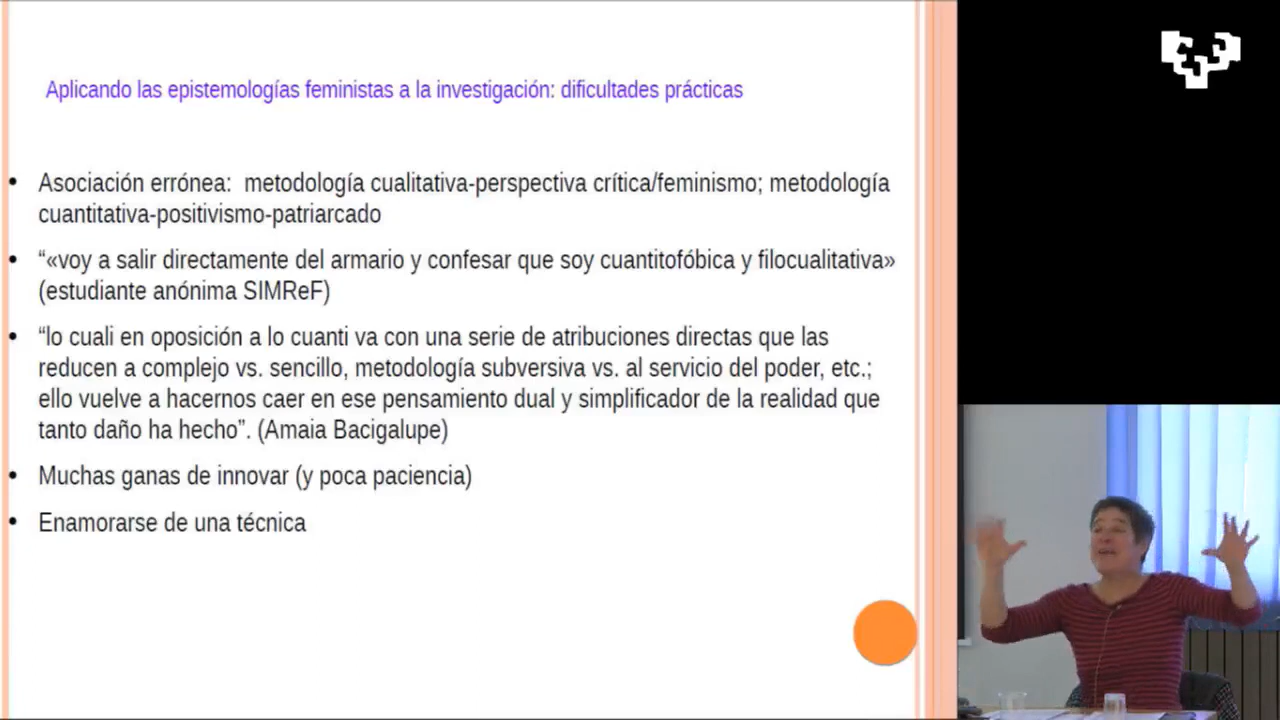 Aplicando las epistemologías feministas a la investigación: dificultades prácticas
• Asociación errónea:  metodología cualitativa-perspectiva crítica/feminismo; metodología
cuantitativa-positivismo-patriarcado
• “«voy a salir directamente del armario y confesar que soy cuantitofóbica y filocualitativa»
(estudiante anónima SIMReF)
• “lo cuali en oposición a lo cuanti va con una serie de atribuciones directas que las
reducen a complejo vs. sencillo, metodología subversiva vs. al servicio del poder, etc.;
ello vuelve a hacernos caer en ese pensamiento dual y simplificador de la realidad que
tanto daño ha hecho”. (Amaia Bacigalupe)
• Muchas ganas de innovar (y poca paciencia)
• Enamorarse de una técnica